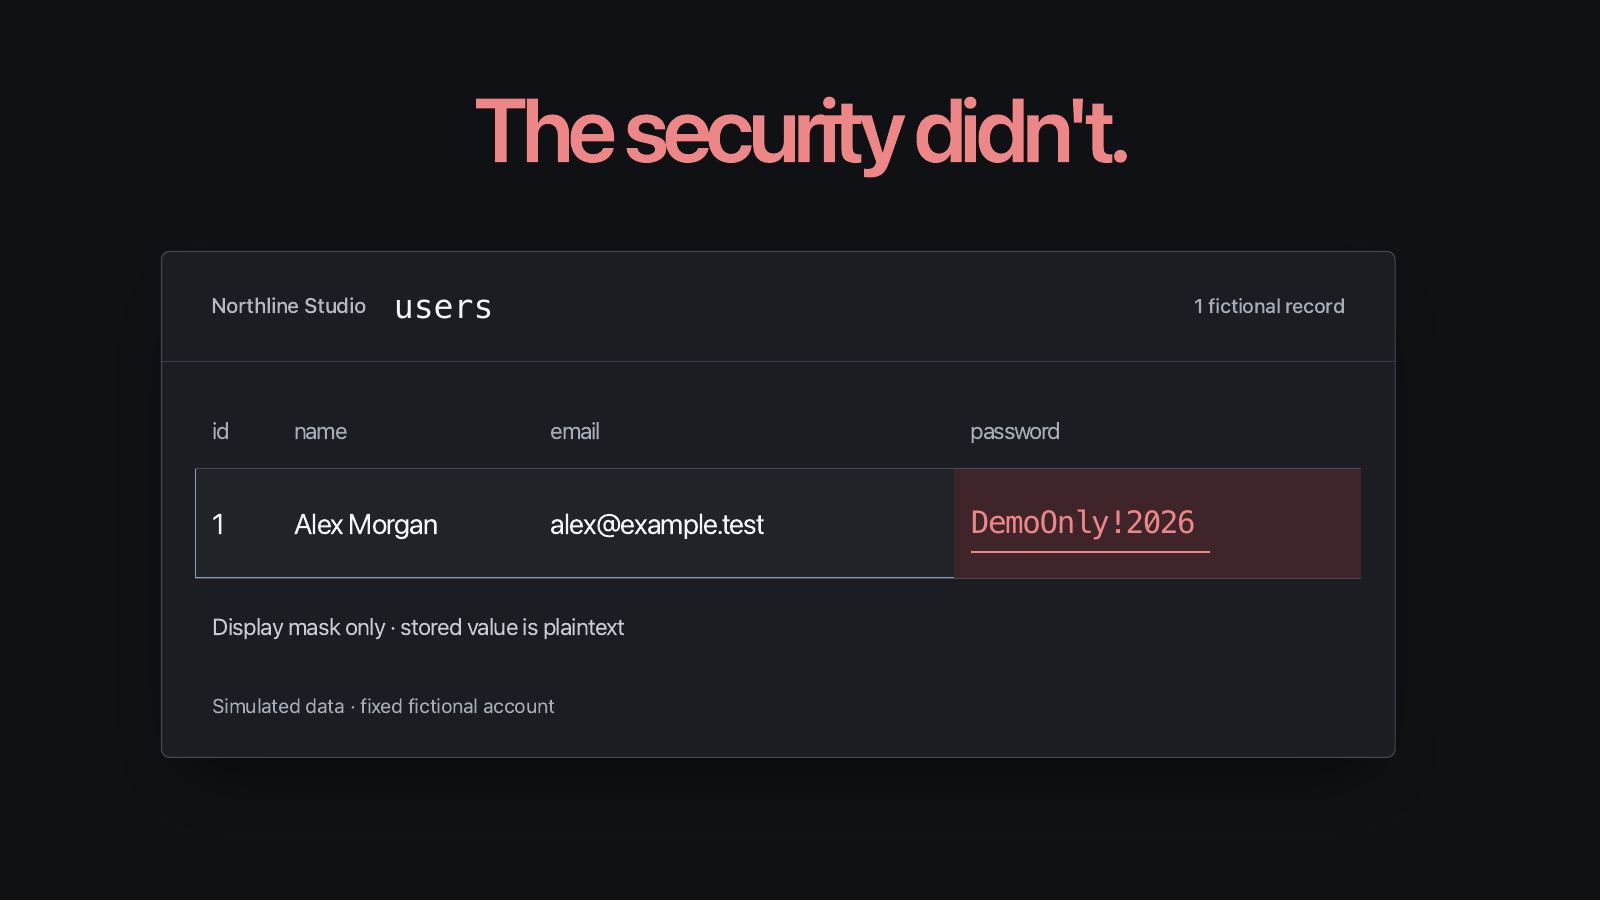 The security didn't.
Northline Studio users 1 fictional record
id name email password
1 Alex Morgan alex@example.test DemoOnly!2026
Display mask only · stored value is plaintext
Simulated data · fixed fictional account